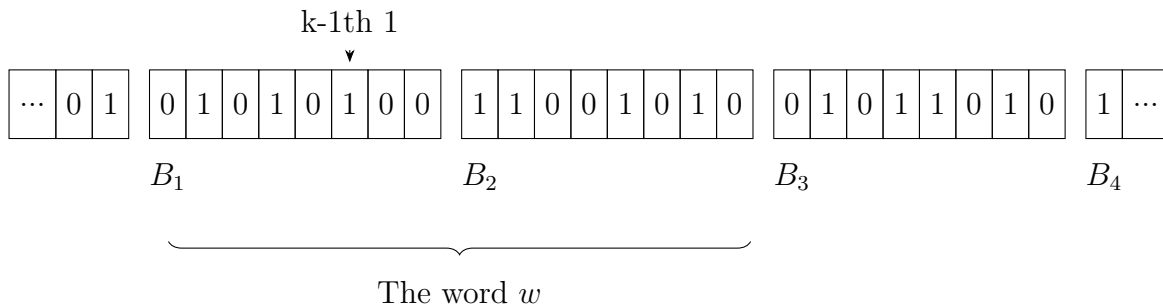 k-1th 1
... 0 1 0 1 0 1 0 1 0 0 1 1 0 0 1 0 1 0 0 1 0 1 1 0 1 0 1 ...
B1 B2 B3 B4
The word w